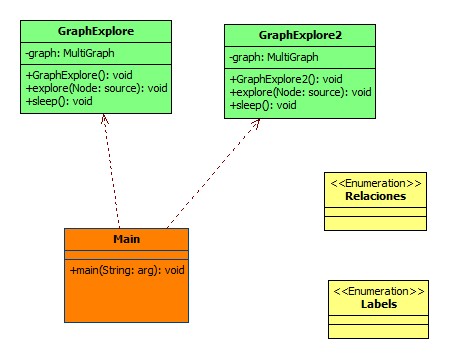 GraphExplore
-graph: MultiGraph
+GraphExplore(): void
+explore(Node: source): void
+sleep(): void
GraphExplore2
-graph: MultiGraph
+GraphExplore2(): void
+explore(Node: source): void
+sleep(): void
<<Enumeration>>
Relaciones
Main
+main(String: arg): void
<<Enumeration>>
Labels